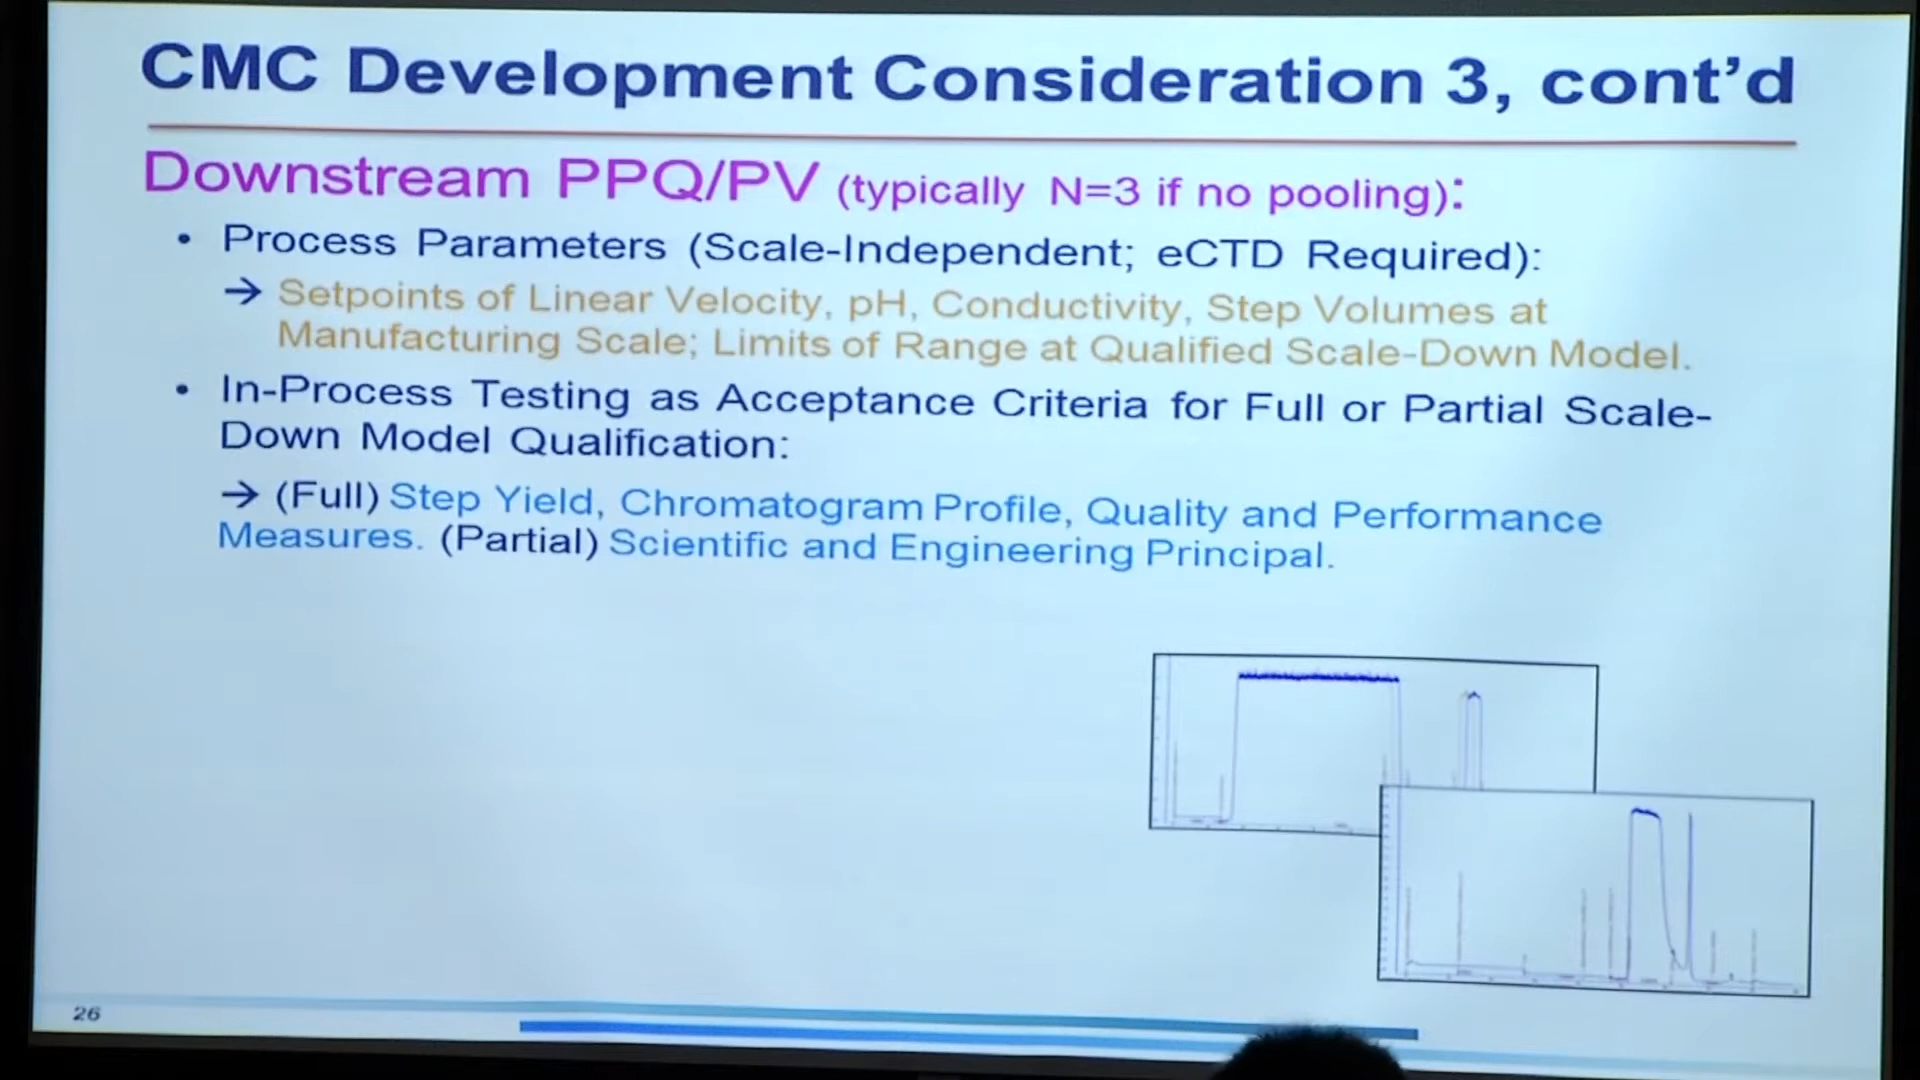 CMC Development Consideration 3, cont’d
Downstream PPQ/PV (typically N=3 if no pooling):
• Process Parameters (Scale-Independent; eCTD Required):
→ Setpoints of Linear Velocity, pH, Conductivity, Step Volumes at
Manufacturing Scale; Limits of Range at Qualified Scale-Down Model.
• In-Process Testing as Acceptance Criteria for Full or Partial Scale-
Down Model Qualification:
→ (Full) Step Yield, Chromatogram Profile, Quality and Performance
Measures. (Partial) Scientific and Engineering Principal.
26